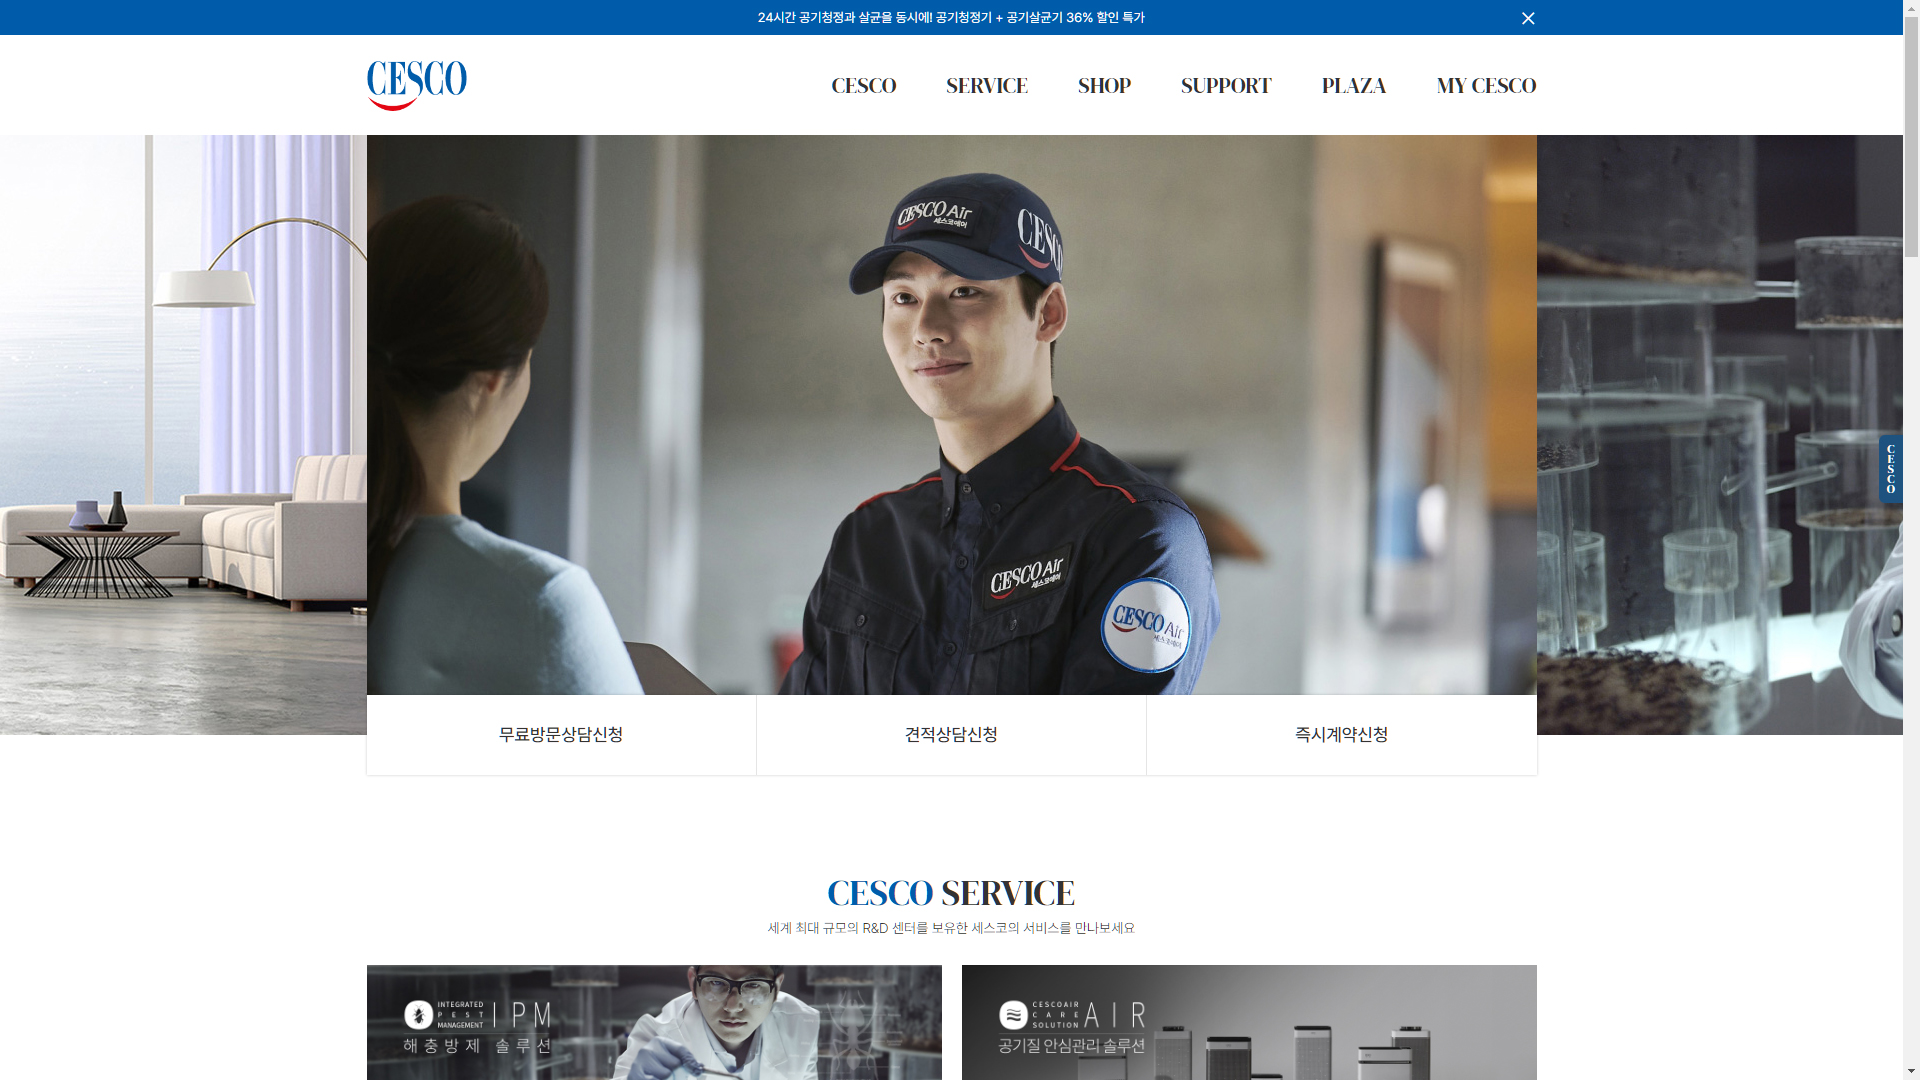 24시간 공기청정과 살균을 동시에! 공기청정기 + 공기살균기 36% 할인 특가
CESCO
CESCO SERVICE SHOP SUPPORT PLAZA MY CESCO
CESCO Air
세스코에어
CESCO
CESCO Air
세스코에어
CESCO Air
세스코에어
CESCO
무료방문상담신청
견적상담신청
즉시계약신청
CESCO SERVICE
세계 최대 규모의 R&D 센터를 보유한 세스코의 서비스를 만나보세요
INTEGRATED
PEST
MANAGEMENT
IPM
해충방제 솔루션
CESCOAIR
CARE
SOLUTION
AIR
공기질 안심관리 솔루션